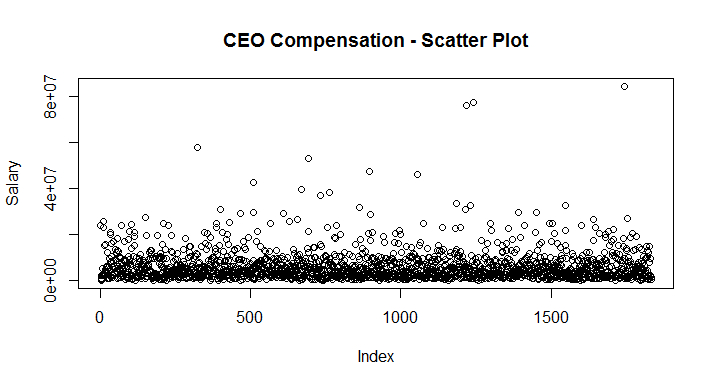 CEO Compensation - Scatter Plot
Salary
8e+07
4e+07
0e+00
0 500 1000 1500
Index